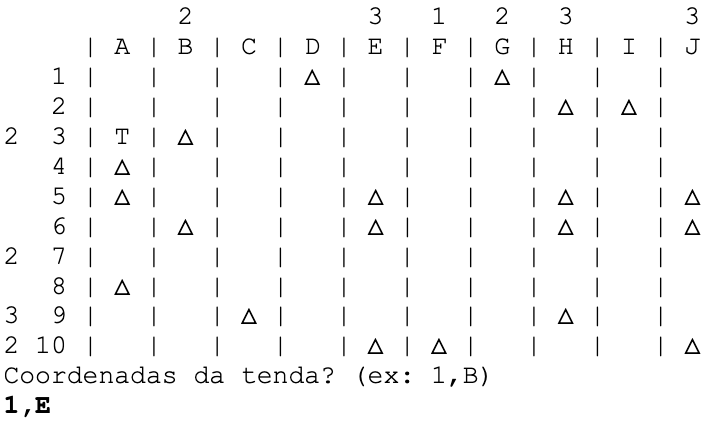 2 3 1 2 3 3
| A | B | C | D | E | F | G | H | I | J
1 | | | | △ | | | △ | | |
2 | | | | | | | | △ | △ |
2 3 | T | △ | | | | | | | |
4 | △ | | | | | | | | |
5 | △ | | | | △ | | | △ | | △
6 | | △ | | | △ | | | △ | | △
2 7 | | | | | | | | | |
8 | △ | | | | | | | | |
3 9 | | | △ | | | | | △ | |
2 10 | | | | | △ | △ | | | | △
Coordenadas da tenda? (ex: 1,B)
1,E